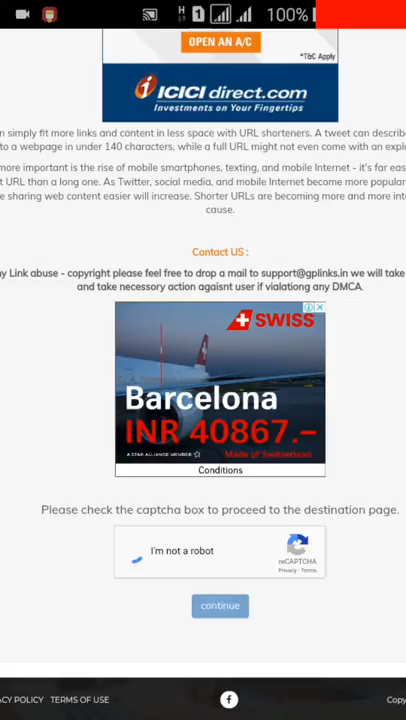 100%
OPEN AN A/C
*T&C Apply
ICICI direct.com
Investments on Your Fingertips
n simply fit more links and content in less space with URL shorteners. A tweet can describ
to a webpage in under 140 characters, while a full URL might not even come with an expl
more important is the rise of mobile smartphones, texting, and mobile Internet - it's far eas
t URL than a long one. As Twitter, social media, and mobile Internet become more popular
e sharing web content easier will increase. Shorter URLs are becoming more and more int
cause.
Contact US :
ny Link abuse - copyright please feel free to drop a mail to support@gplinks.in we will take
and take necessary action agaisnt user if vialationg any DMCA.
SWISS
Barcelona
INR 40867.–
A STAR ALLIANCE MEMBER
Made of Switzerland
Conditions
Please check the captcha box to proceed to the destination page.
I'm not a robot
reCAPTCHA
Privacy - Terms
continue
ACY POLICY TERMS OF USE
Copy